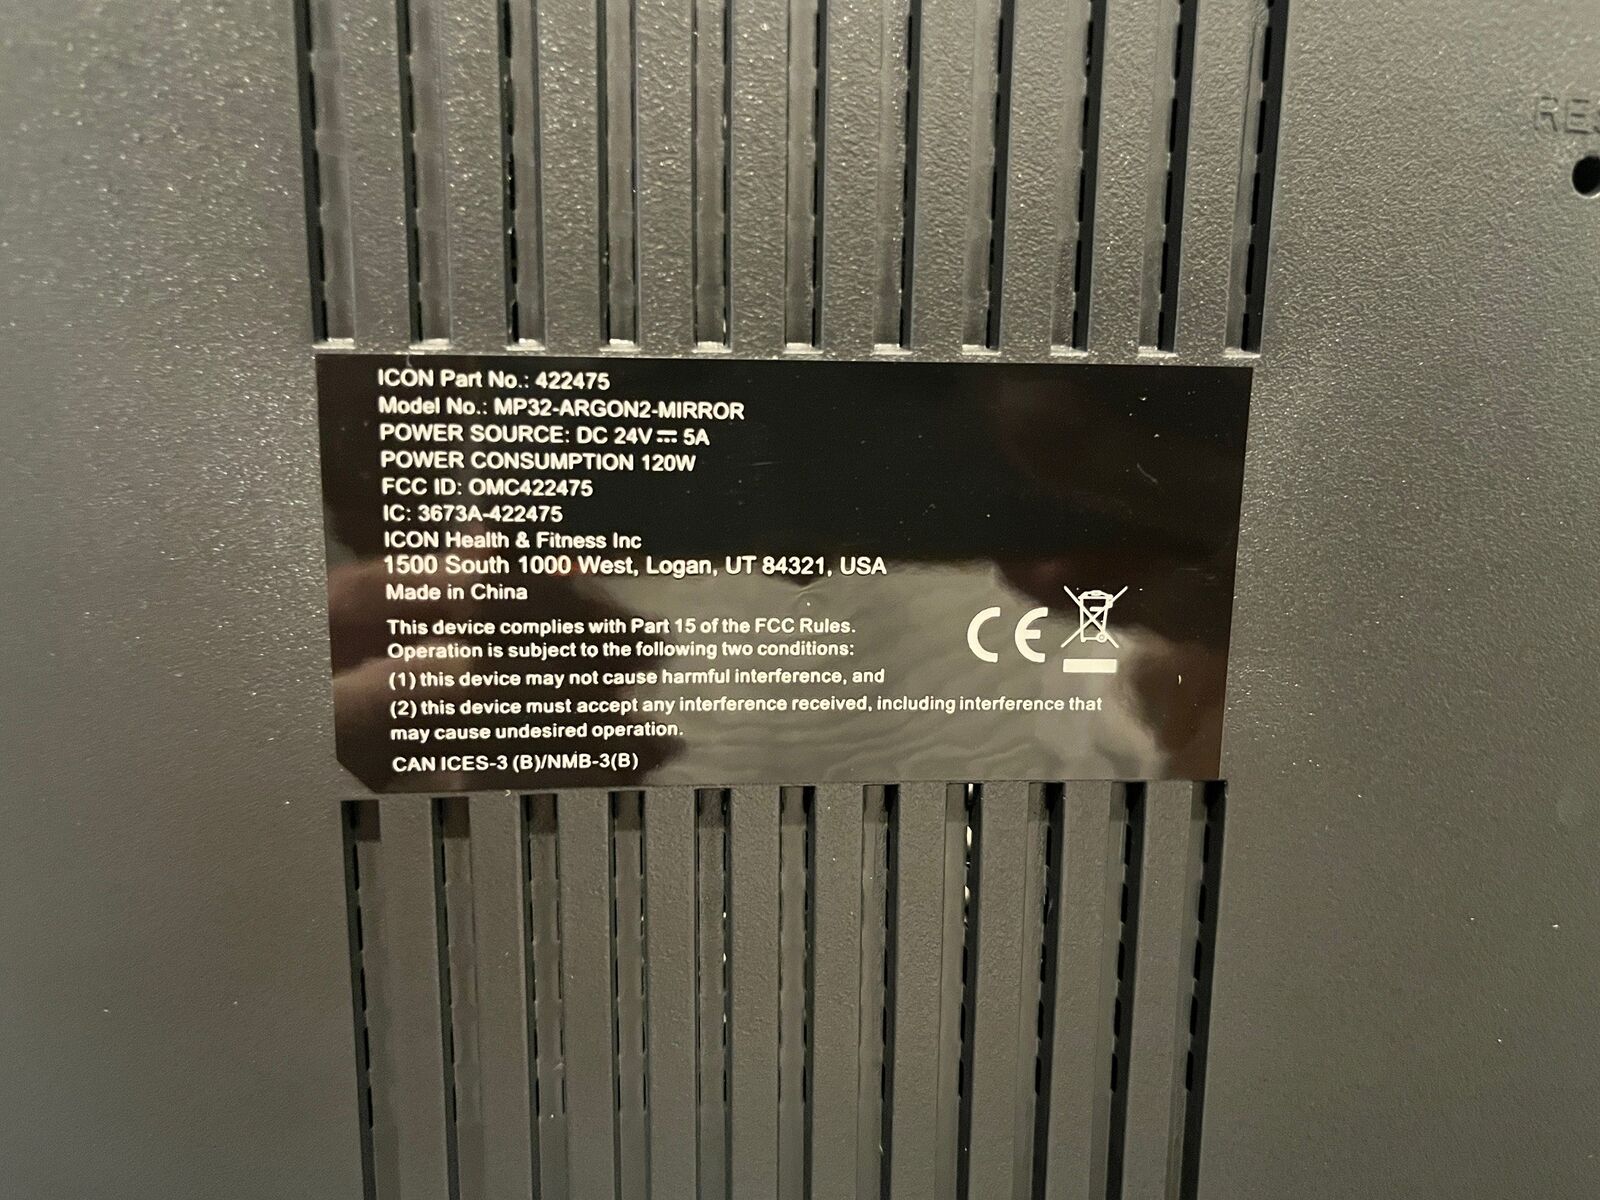 RES
ICON Part No.: 422475
Model No.: MP32-ARGON2-MIRROR
POWER SOURCE: DC 24V⎓ 5A
POWER CONSUMPTION 120W
FCC ID: OMC422475
IC: 3673A-422475
ICON Health & Fitness Inc
1500 South 1000 West, Logan, UT 84321, USA
Made in China
This device complies with Part 15 of the FCC Rules.
Operation is subject to the following two conditions:
(1) this device may not cause harmful interference, and
(2) this device must accept any interference received, including interference that
may cause undesired operation.
CE
CAN ICES-3 (B)/NMB-3(B)